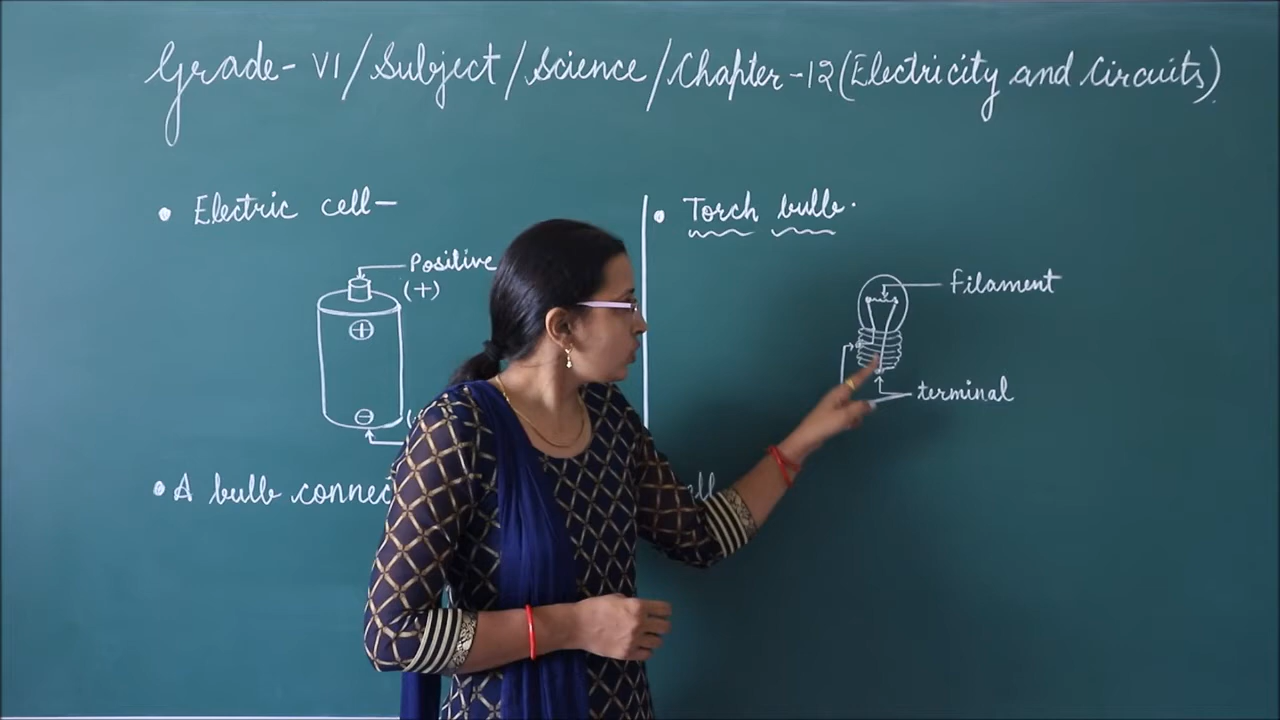 Grade - VI / Subject / Science / Chapter - 12 (Electricity and Circuits)
• Electric cell -
Positive
(+)
+
-
• Torch bulb.
Filament
terminal
• A bulb connec